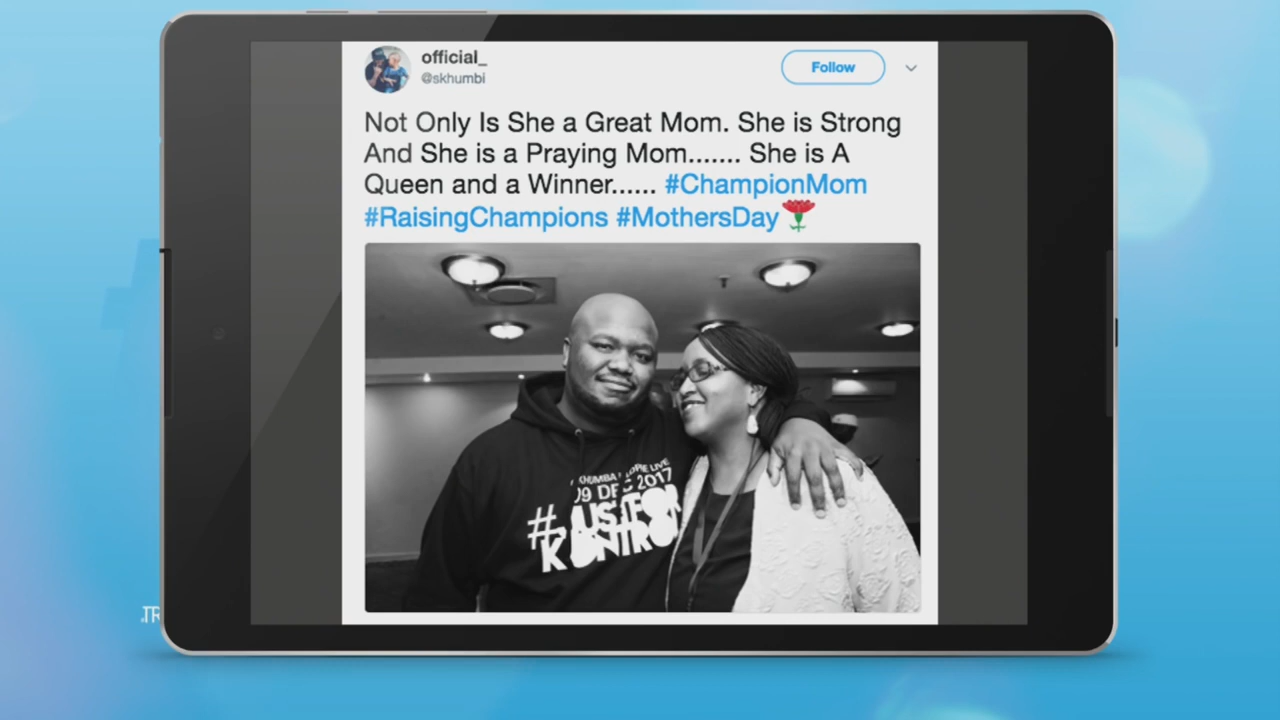 official_
@skhumbi
Follow
Not Only Is She a Great Mom. She is Strong
And She is a Praying Mom....... She is A
Queen and a Winner...... #ChampionMom
#RaisingChampions #MothersDay
LIVE
09 DEC 2017